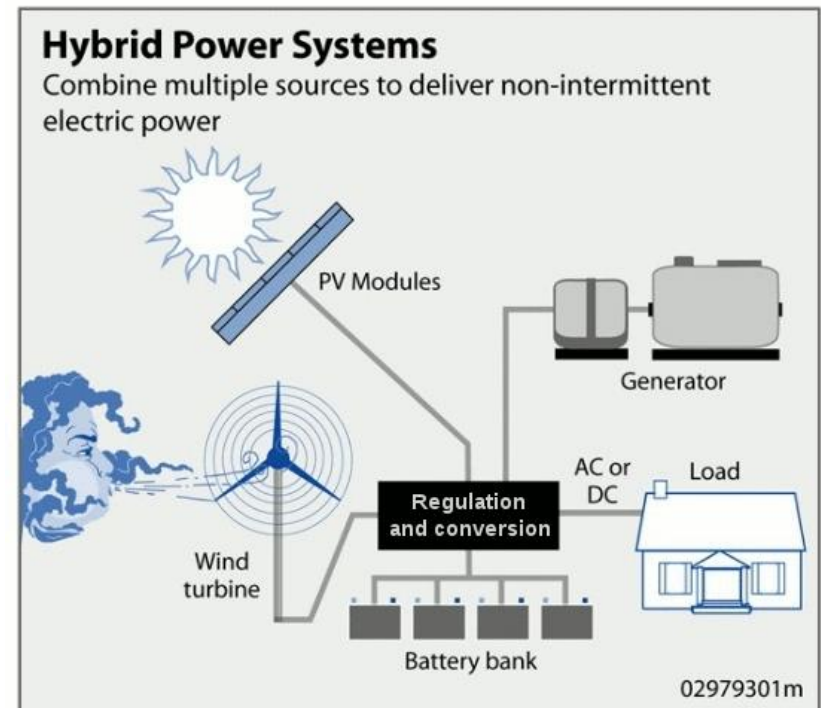 Hybrid Power Systems
Combine multiple sources to deliver non-intermittent
electric power
PV Modules
Generator
AC or
DC
Load
Regulation
and conversion
Wind
turbine
Battery bank
02979301m